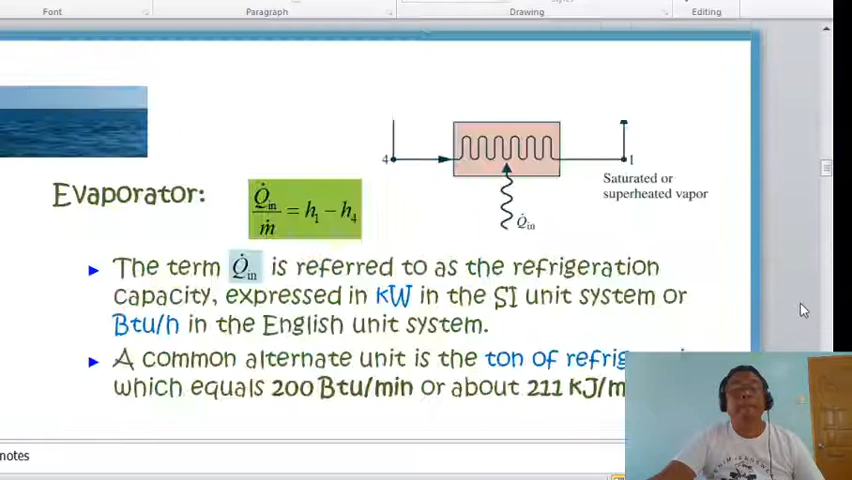 Font
Paragraph
Drawing
Editing
4
1
Saturated or
superheated vapor
Q̇in
Evaporator:
Q̇in / ṁ = h1 − h4
► The term Q̇in is referred to as the refrigeration
capacity, expressed in kW in the SI unit system or
Btu/h in the English unit system.
► A common alternate unit is the ton of
which equals 200 Btu/min or about 211
notes